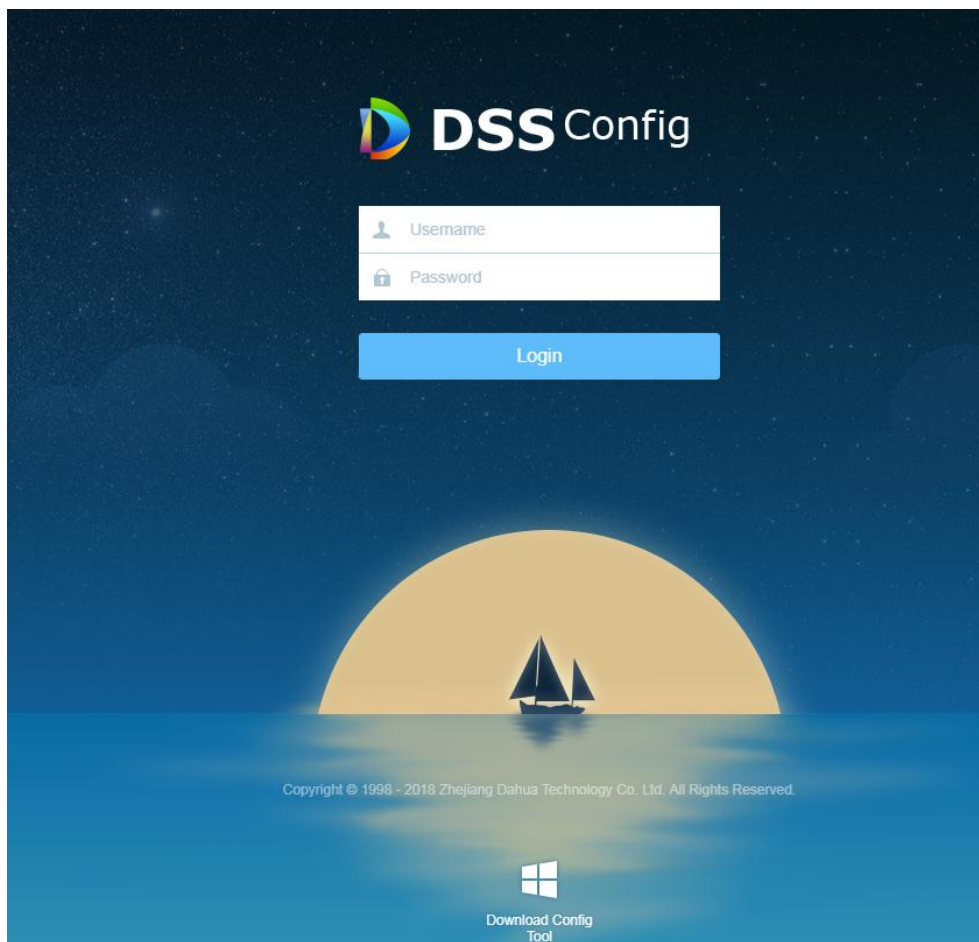 DSS Config
Username
Password
Login
Copyright © 1998 - 2018 Zhejiang Dahua Technology Co. Ltd. All Rights Reserved.
Download Config
Tool